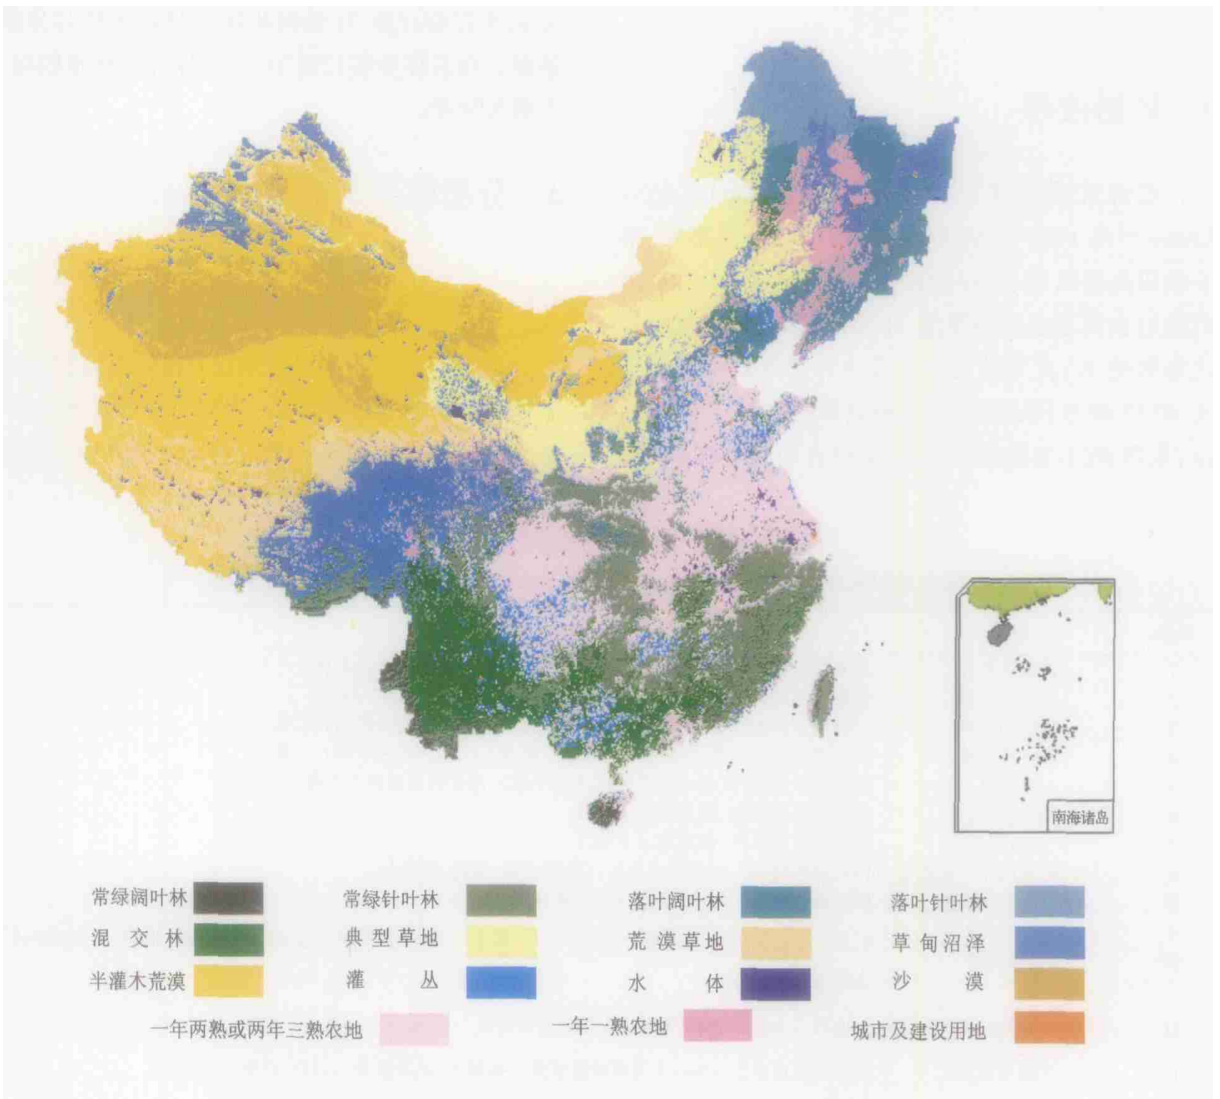 南海诸岛
常绿阔叶林 常绿针叶林 落叶阔叶林 落叶针叶林
混交林 典型草地 荒漠草地 草甸沼泽
半灌木荒漠 灌丛 水体 沙漠
一年两熟或两年三熟农地 一年一熟农地 城市及建设用地